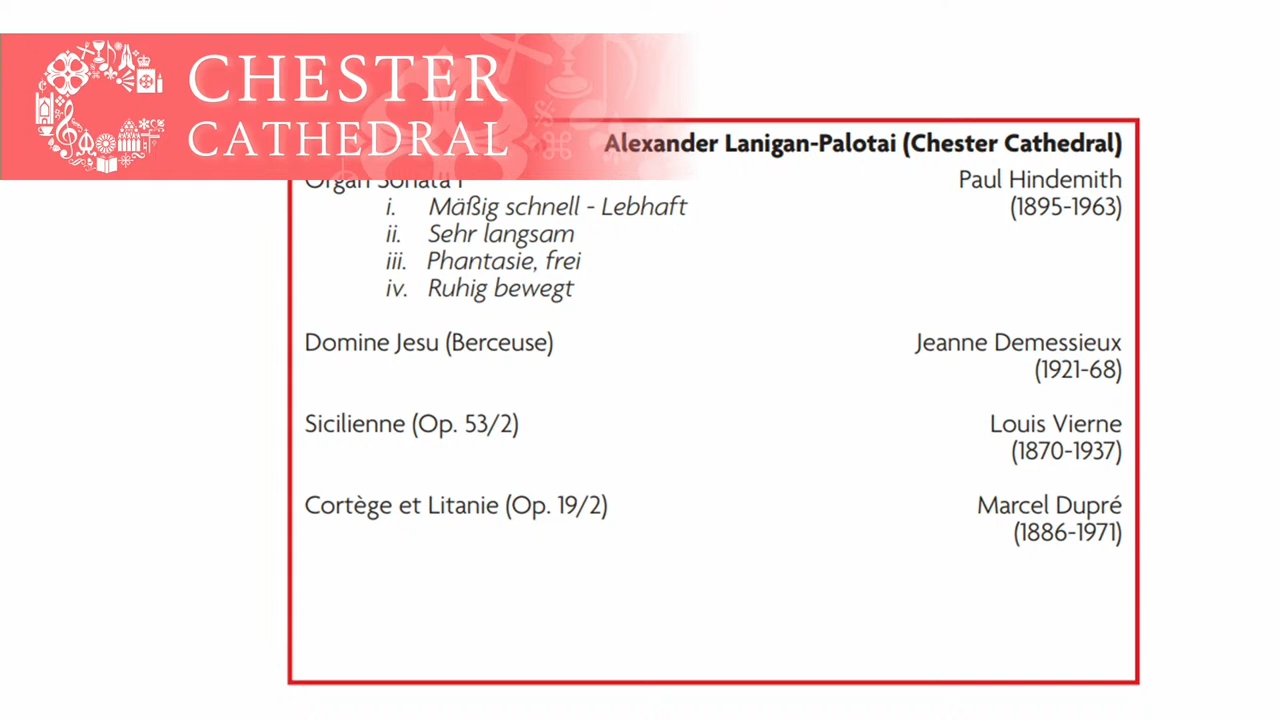 CHESTER
CATHEDRAL
Alexander Lanigan-Palotai (Chester Cathedral)
Organ Sonata I Paul Hindemith
i. Mäßig schnell - Lebhaft (1895-1963)
ii. Sehr langsam
iii. Phantasie, frei
iv. Ruhig bewegt
Domine Jesu (Berceuse) Jeanne Demessieux
(1921-68)
Sicilienne (Op. 53/2) Louis Vierne
(1870-1937)
Cortège et Litanie (Op. 19/2) Marcel Dupré
(1886-1971)